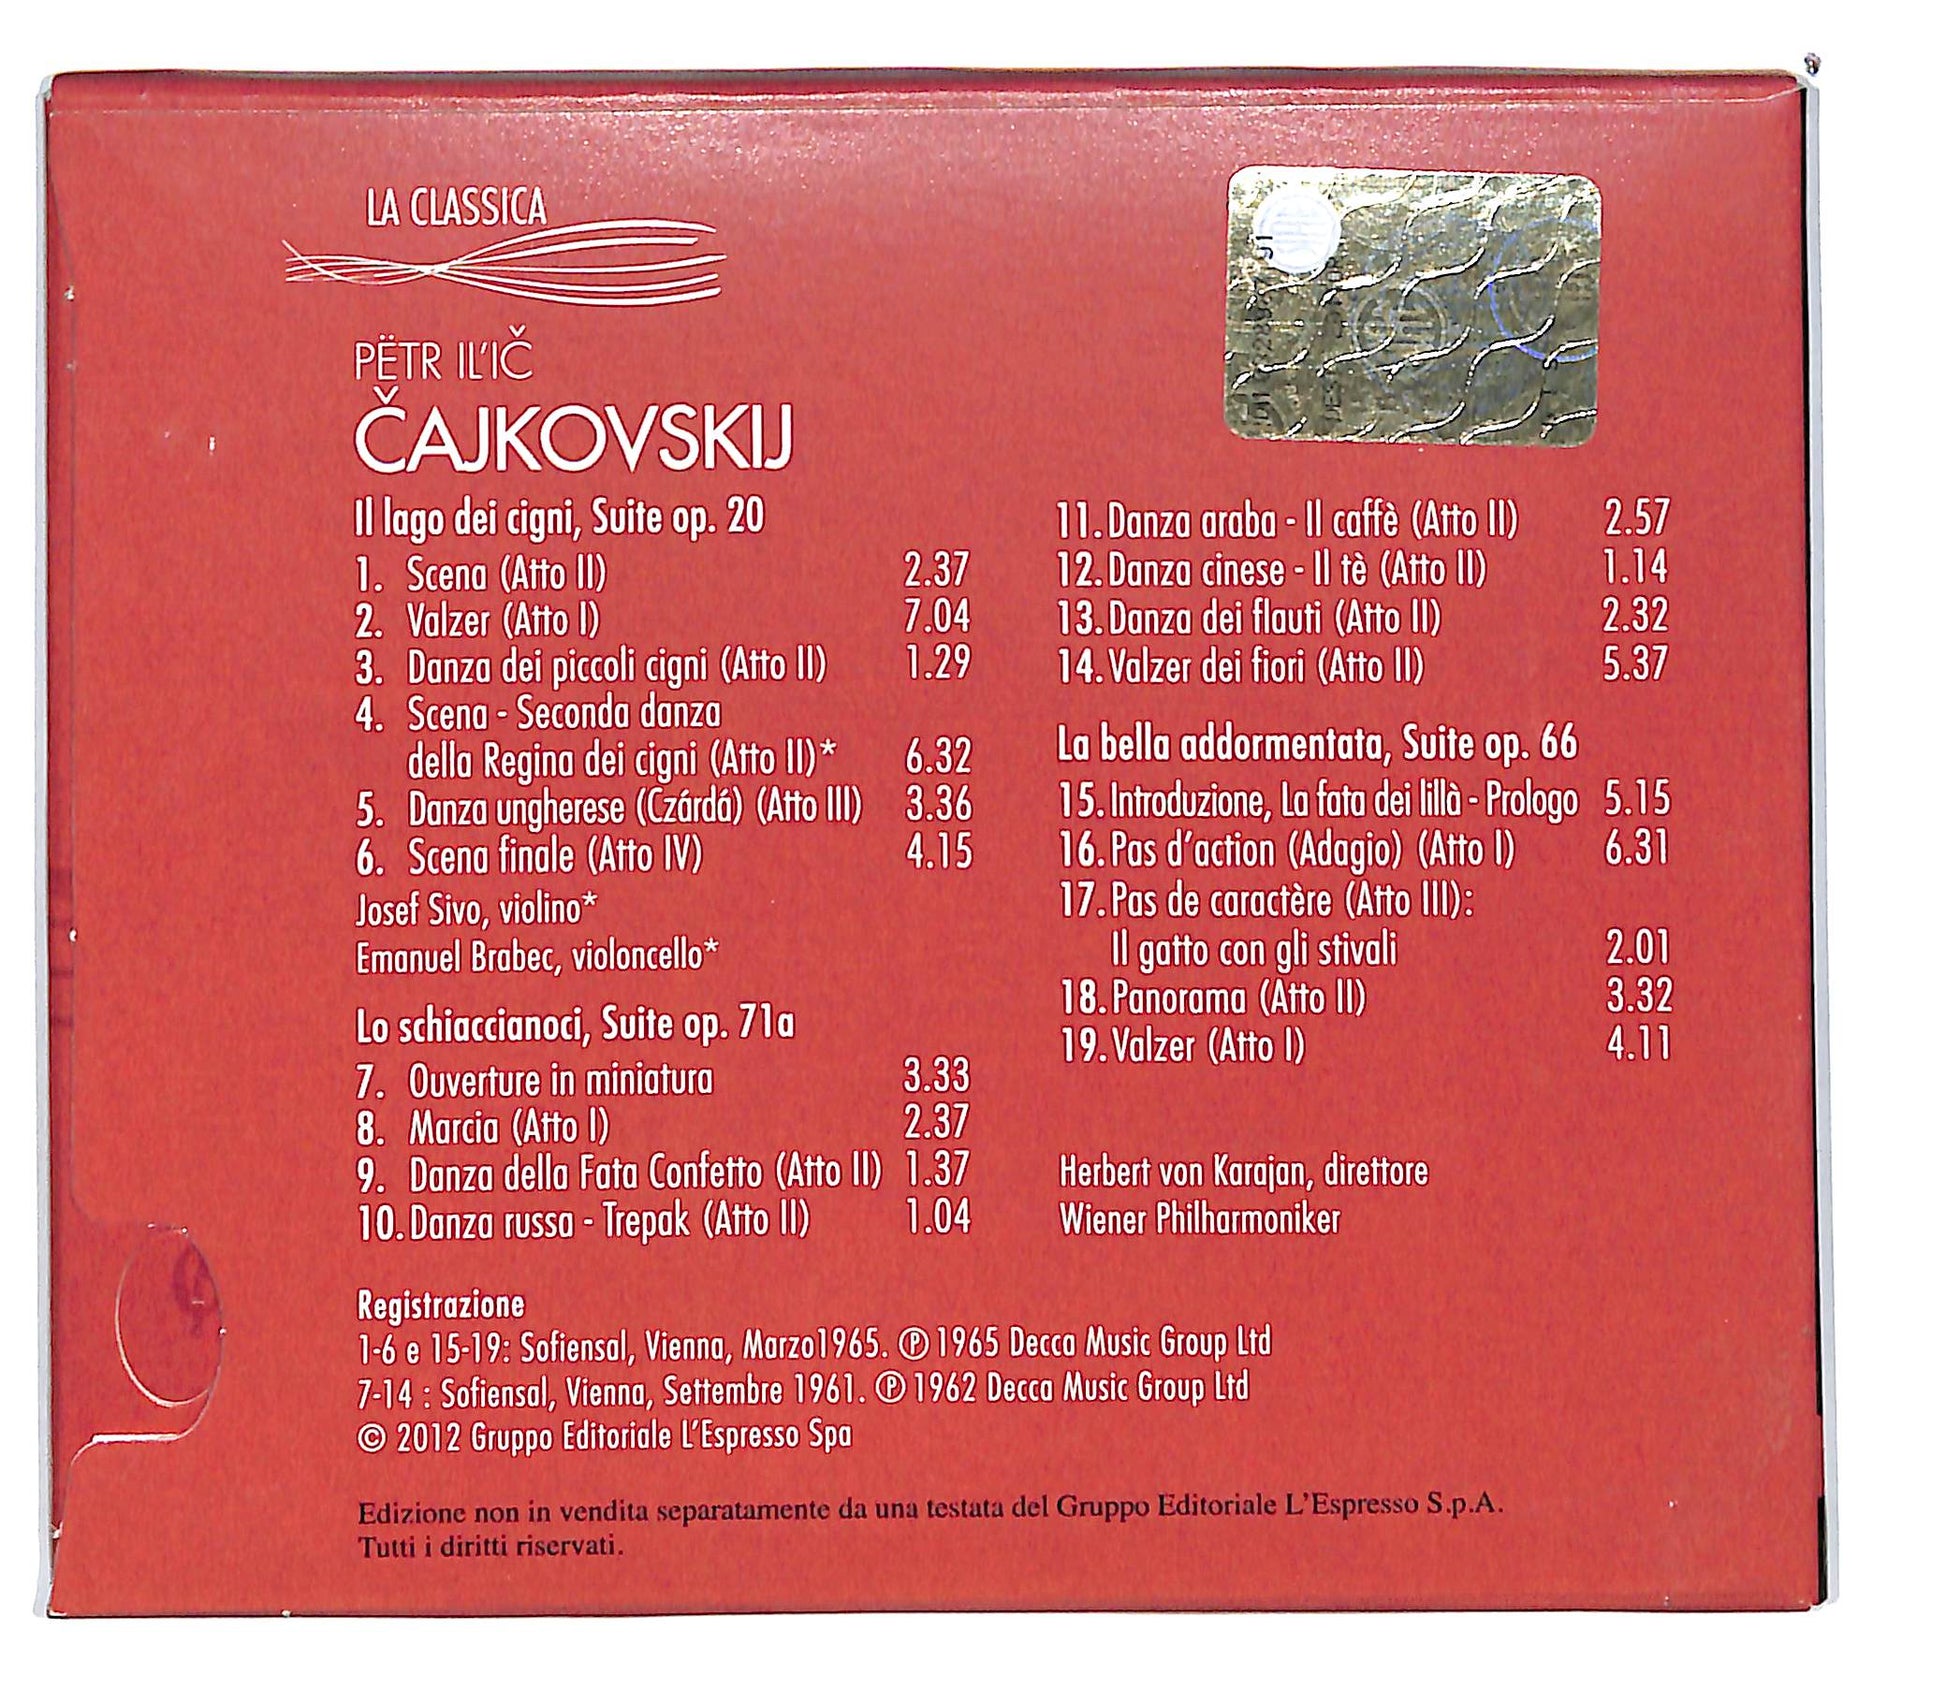 LA CLASSICA
PËTR IL'IČ
ČAJKOVSKIJ
Il lago dei cigni, Suite op. 20
1. Scena (Atto II) 2.37
2. Valzer (Atto I) 7.04
3. Danza dei piccoli cigni (Atto II) 1.29
4. Scena - Seconda danza
della Regina dei cigni (Atto II)* 6.32
5. Danza ungherese (Czárdá) (Atto III) 3.36
6. Scena finale (Atto IV) 4.15
Josef Sivo, violino*
Emanuel Brabec, violoncello*
Lo schiaccianoci, Suite op. 71a
7. Ouverture in miniatura 3.33
8. Marcia (Atto I) 2.37
9. Danza della Fata Confetto (Atto II) 1.37
10. Danza russa - Trepak (Atto II) 1.04
11. Danza araba - Il caffè (Atto II) 2.57
12. Danza cinese - Il tè (Atto II) 1.14
13. Danza dei flauti (Atto II) 2.32
14. Valzer dei fiori (Atto II) 5.37
La bella addormentata, Suite op. 66
15. Introduzione, La fata dei lillà - Prologo 5.15
16. Pas d'action (Adagio) (Atto I) 6.31
17. Pas de caractère (Atto III):
Il gatto con gli stivali 2.01
18. Panorama (Atto II) 3.32
19. Valzer (Atto I) 4.11
Herbert von Karajan, direttore
Wiener Philharmoniker
Registrazione
1-6 e 15-19: Sofiensal, Vienna, Marzo1965. ℗ 1965 Decca Music Group Ltd
7-14 : Sofiensal, Vienna, Settembre 1961. ℗ 1962 Decca Music Group Ltd
© 2012 Gruppo Editoriale L'Espresso Spa
Edizione non in vendita separatamente da una testata del Gruppo Editoriale L'Espresso S.p.A.
Tutti i diritti riservati.